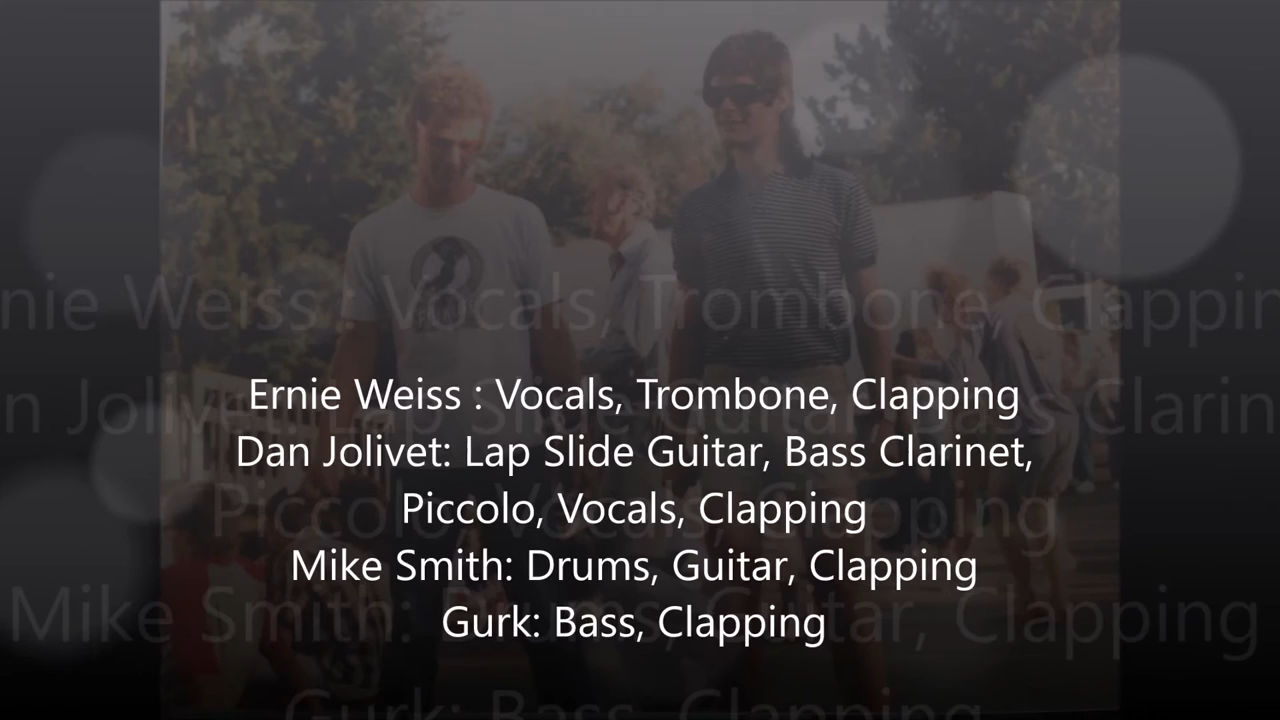 Ernie Weiss : Vocals, Trombone, Clapping
Dan Jolivet: Lap Slide Guitar, Bass Clarinet,
Piccolo, Vocals, Clapping
Mike Smith: Drums, Guitar, Clapping
Gurk: Bass, Clapping